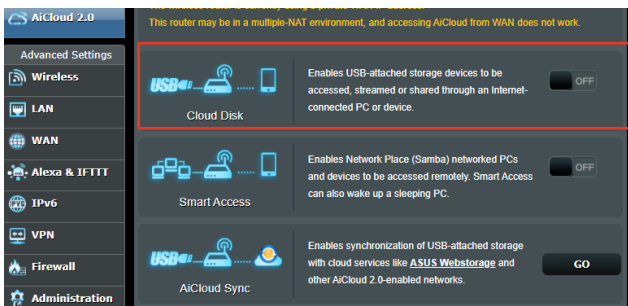 AiCloud 2.0
This router may be in a multiple-NAT environment, and accessing AiCloud from WAN does not work.
Advanced Settings
Wireless
LAN
WAN
Alexa & IFTTT
IPv6
VPN
Firewall
Administration
USB
Cloud Disk
Enables USB-attached storage devices to be
accessed, streamed or shared through an Internet-
connected PC or device.
OFF
Smart Access
Enables Network Place (Samba) networked PCs
and devices to be accessed remotely. Smart Access
can also wake up a sleeping PC.
OFF
USB
AiCloud Sync
Enables synchronization of USB-attached storage
with cloud services like ASUS Webstorage and
other AiCloud 2.0-enabled networks.
GO